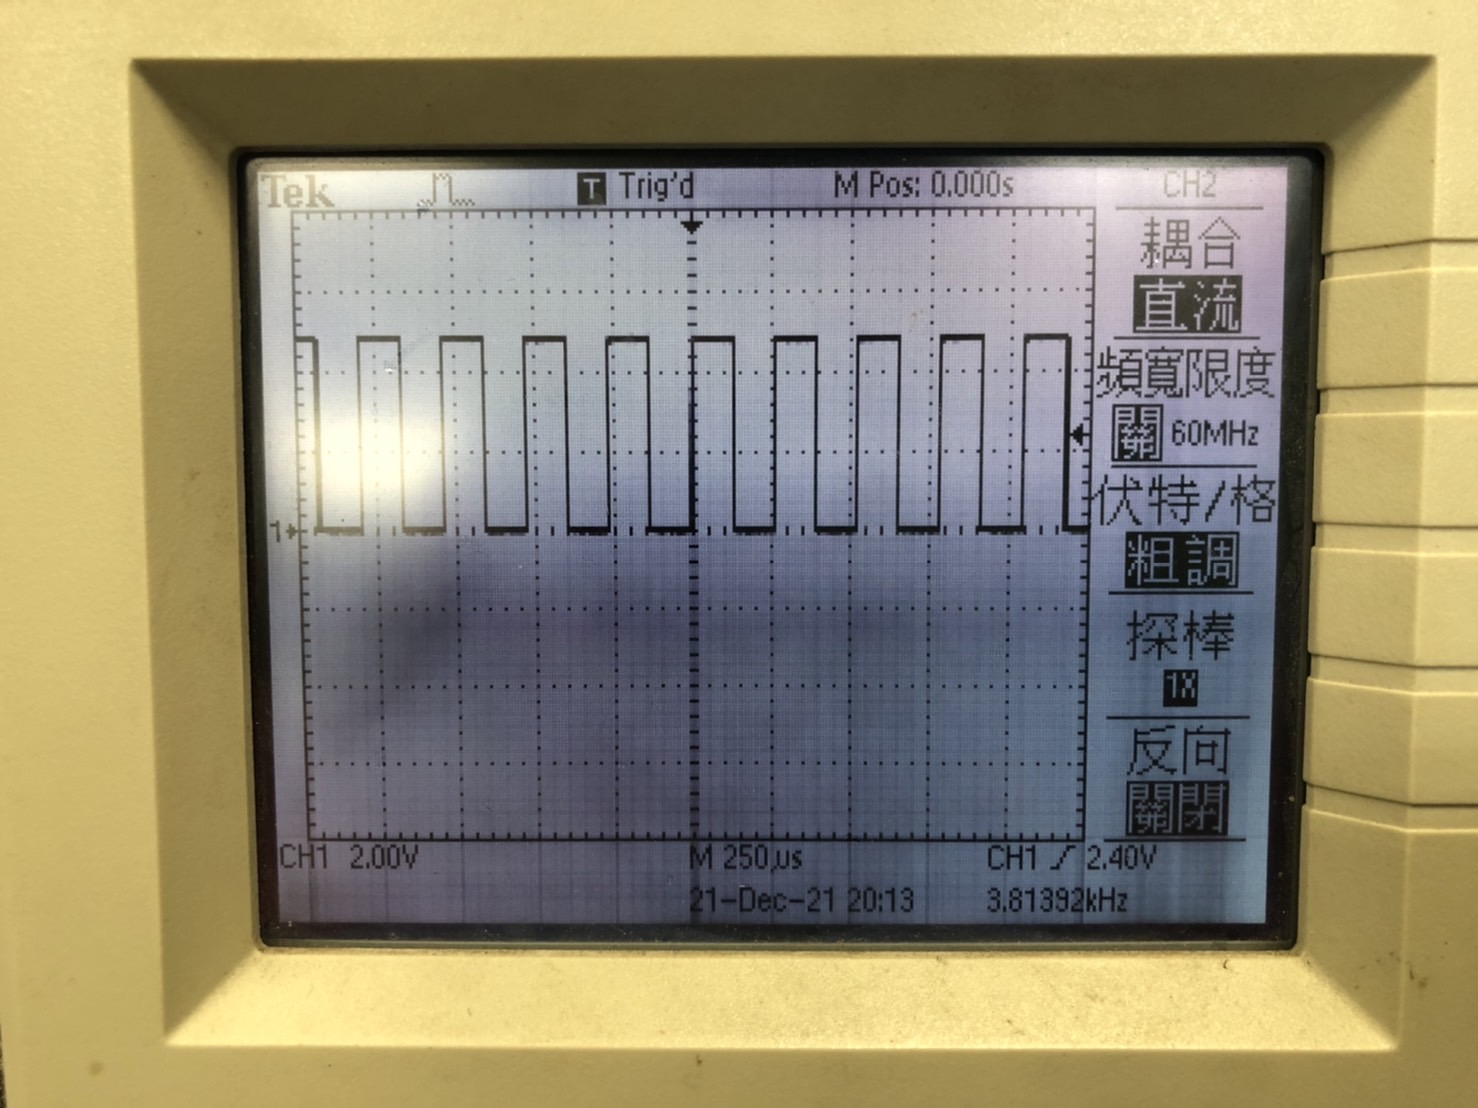 Tek T Trig'd M Pos: 0.000s CH2
耦合
直流
頻寬限度
關 60MHz
伏特/格
粗調
探棒
1X
反向
關閉
1
CH1 2.00V M 250µs CH1 2.40V
21-Dec-21 20:13 3.81392kHz